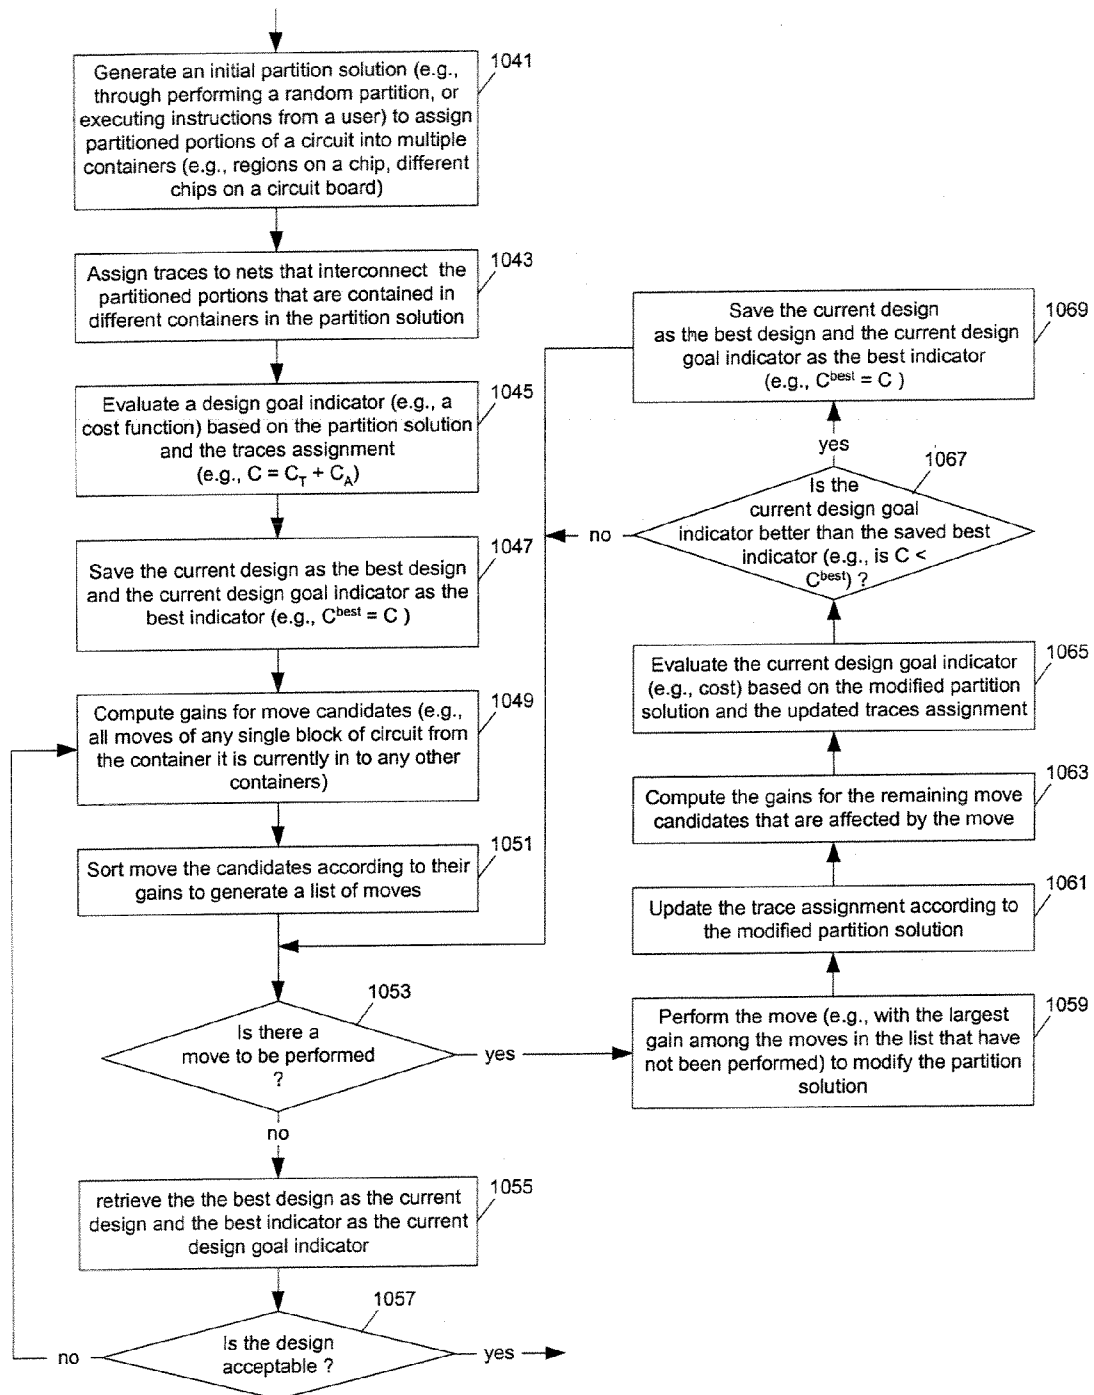 1041
Generate an initial partition solution (e.g.,
through performing a random partition, or
executing instructions from a user) to assign
partitioned portions of a circuit into multiple
containers (e.g., regions on a chip, different
chips on a circuit board)
1043
Assign traces to nets that interconnect the
partitioned portions that are contained in
different containers in the partition solution
1045
Evaluate a design goal indicator (e.g., a
cost function) based on the partition solution
and the traces assignment
(e.g., C = C_T + C_A)
1047
Save the current design as the best design
and the current design goal indicator as the
best indicator (e.g., C^best = C )
1049
Compute gains for move candidates (e.g.,
all moves of any single block of circuit from
the container it is currently in to any other
containers)
1051
Sort move the candidates according to their
gains to generate a list of moves
1053
Is there a
move to be performed
?
yes
no
1055
retrieve the the best design as the current
design and the best indicator as the current
design goal indicator
1057
Is the design
acceptable ?
no
yes
1059
Perform the move (e.g., with the largest
gain among the moves in the list that have
not been performed) to modify the partition
solution
1061
Update the trace assignment according to
the modified partition solution
1063
Compute the gains for the remaining move
candidates that are affected by the move
1065
Evaluate the current design goal indicator
(e.g., cost) based on the modified partition
solution and the updated traces assignment
1067
Is the
current design goal
indicator better than the saved best
indicator (e.g., is C <
C^best) ?
no
yes
1069
Save the current design
as the best design and the current design
goal indicator as the best indicator
(e.g., C^best = C )